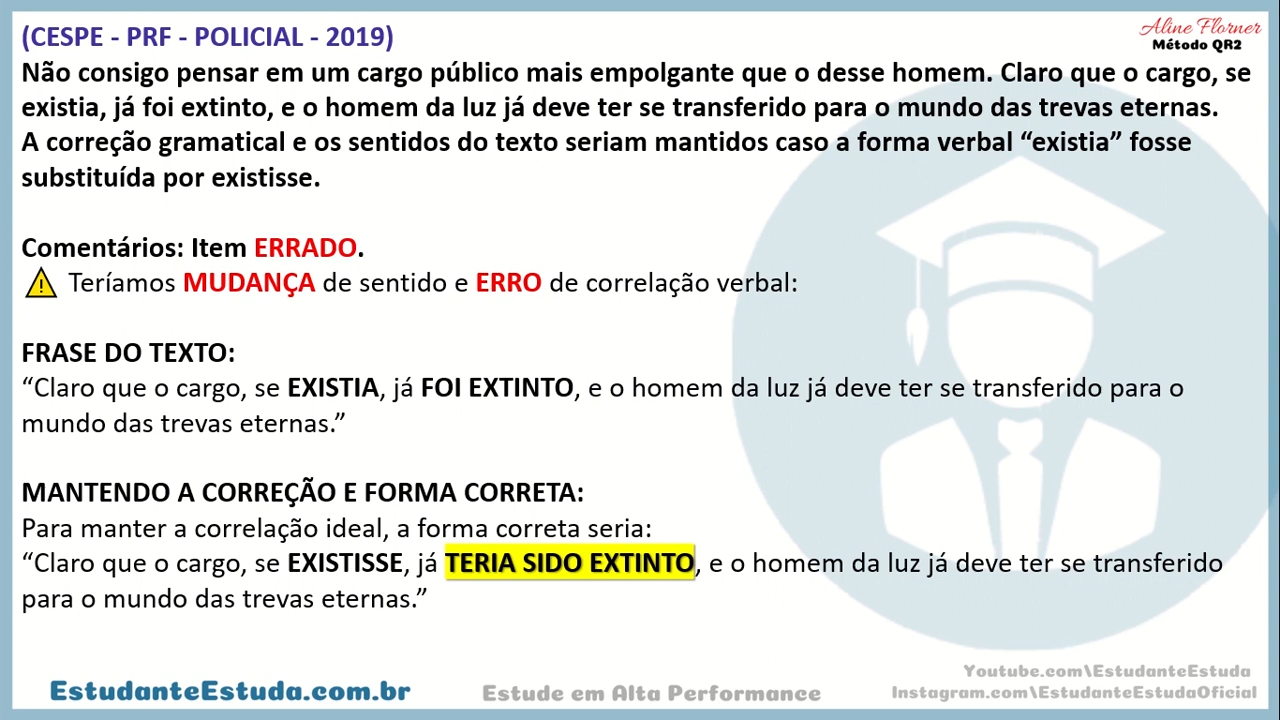 (CESPE - PRF - POLICIAL - 2019)
Aline Florner
Método QR2
Não consigo pensar em um cargo público mais empolgante que o desse homem. Claro que o cargo, se
existia, já foi extinto, e o homem da luz já deve ter se transferido para o mundo das trevas eternas.
A correção gramatical e os sentidos do texto seriam mantidos caso a forma verbal “existia” fosse
substituída por existisse.
Comentários: Item ERRADO.
Teríamos MUDANÇA de sentido e ERRO de correlação verbal:
FRASE DO TEXTO:
“Claro que o cargo, se EXISTIA, já FOI EXTINTO, e o homem da luz já deve ter se transferido para o
mundo das trevas eternas.”
MANTENDO A CORREÇÃO E FORMA CORRETA:
Para manter a correlação ideal, a forma correta seria:
“Claro que o cargo, se EXISTISSE, já TERIA SIDO EXTINTO, e o homem da luz já deve ter se transferido
para o mundo das trevas eternas.”
EstudanteEstuda.com.br
Estude em Alta Performance
Youtube.com\EstudanteEstuda
Instagram.com\EstudanteEstudaOficial